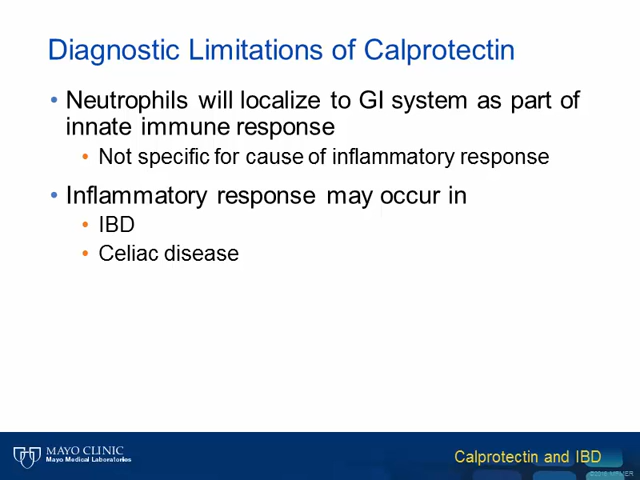 Diagnostic Limitations of Calprotectin
• Neutrophils will localize to GI system as part of
innate immune response
• Not specific for cause of inflammatory response
• Inflammatory response may occur in
• IBD
• Celiac disease
MAYO CLINIC
Mayo Medical Laboratories
Calprotectin and IBD